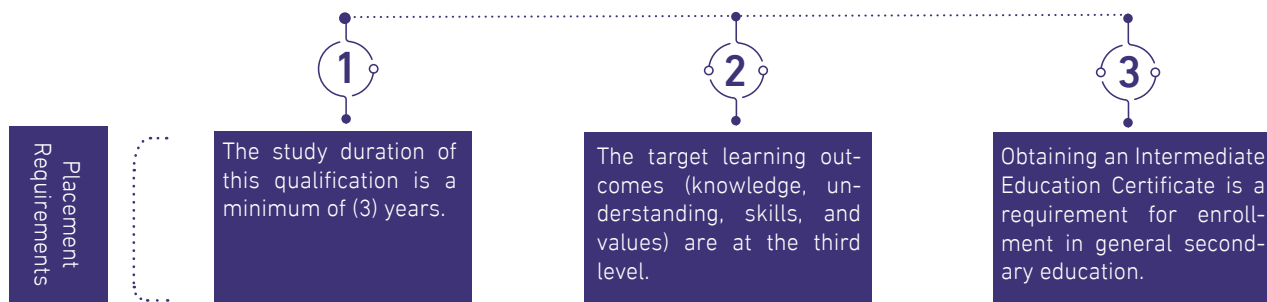 1
2
3
Placement
Requirements
The study duration of
this qualification is a
minimum of (3) years.
The target learning out-
comes (knowledge, un-
derstanding, skills, and
values) are at the third
level.
Obtaining an Intermediate
Education Certificate is a
requirement for enroll-
ment in general second-
ary education.